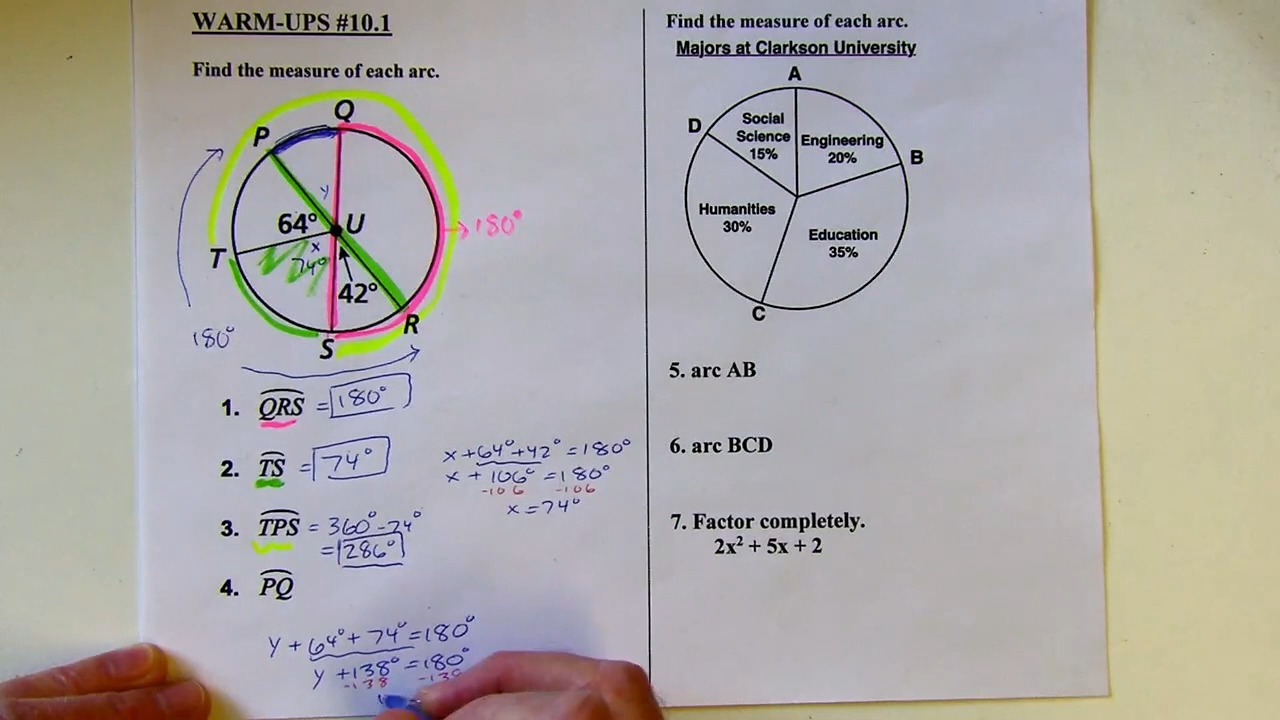 WARM-UPS #10.1
Find the measure of each arc.
Q
P
y
64°
U
x
T
74°
42°
R
S
180°
180°
1. QRS = 180°
2. TS = 74°
x + 64° + 42° = 180°
x + 106° = 180°
-106 -106
x = 74°
3. TPS = 360° - 74°
= 286°
4. PQ
y + 64° + 74° = 180°
y + 138° = 180°
-138 -138
Find the measure of each arc.
Majors at Clarkson University
A
D
Social
Science
15%
Engineering
20%
B
Humanities
30%
Education
35%
C
5. arc AB
6. arc BCD
7. Factor completely.
2x² + 5x + 2